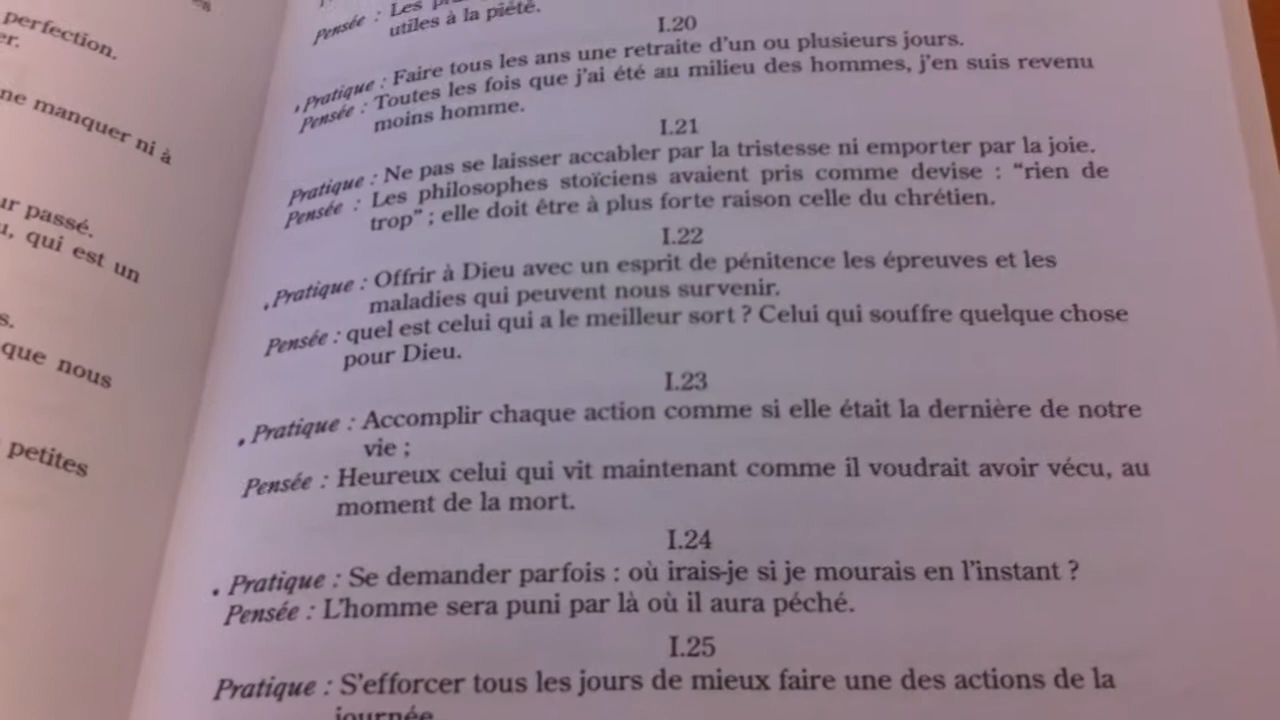 perfection.
er.
ne manquer ni à
ur passé.
u, qui est un
s.
que nous
petites
Pensée : Les
utiles à la piété.
I.20
Pratique : Faire tous les ans une retraite d'un ou plusieurs jours.
Pensée : Toutes les fois que j'ai été au milieu des hommes, j'en suis revenu
moins homme.
I.21
Pratique : Ne pas se laisser accabler par la tristesse ni emporter par la joie.
Pensée : Les philosophes stoïciens avaient pris comme devise : “rien de
trop” ; elle doit être à plus forte raison celle du chrétien.
I.22
Pratique : Offrir à Dieu avec un esprit de pénitence les épreuves et les
maladies qui peuvent nous survenir.
Pensée : quel est celui qui a le meilleur sort ? Celui qui souffre quelque chose
pour Dieu.
I.23
Pratique : Accomplir chaque action comme si elle était la dernière de notre
vie ;
Pensée : Heureux celui qui vit maintenant comme il voudrait avoir vécu, au
moment de la mort.
I.24
Pratique : Se demander parfois : où irais-je si je mourais en l'instant ?
Pensée : L'homme sera puni par là où il aura péché.
I.25
Pratique : S'efforcer tous les jours de mieux faire une des actions de la
journée